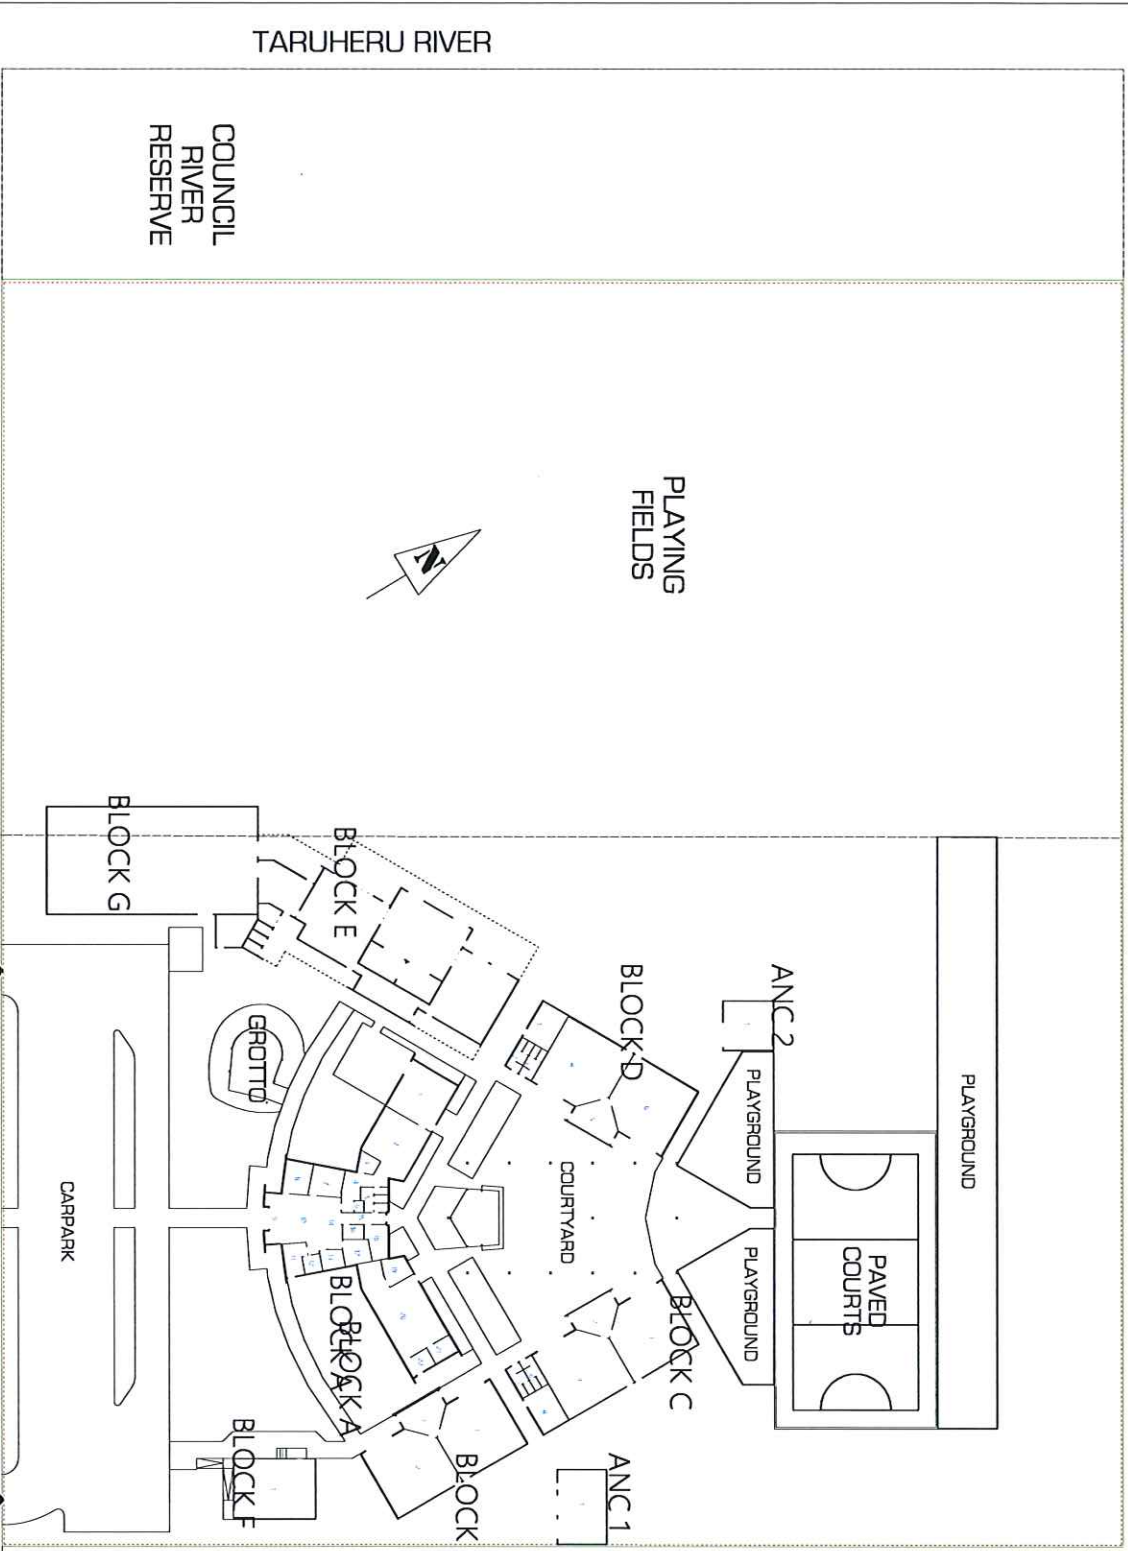 TARUHERU RIVER
COUNCIL
RIVER
RESERVE
PLAYING
FIELDS
N
BLOCK G
BLOCK E
BLOCK D
ANC 2
PLAYGROUND
PLAYGROUND
GROTTO
COURTYARD
PAVED
COURTS
CARPARK
PLAYGROUND
BLOCK C
BLOCK A
BLOCK A
BLOCK F
BLOCK
ANC 1